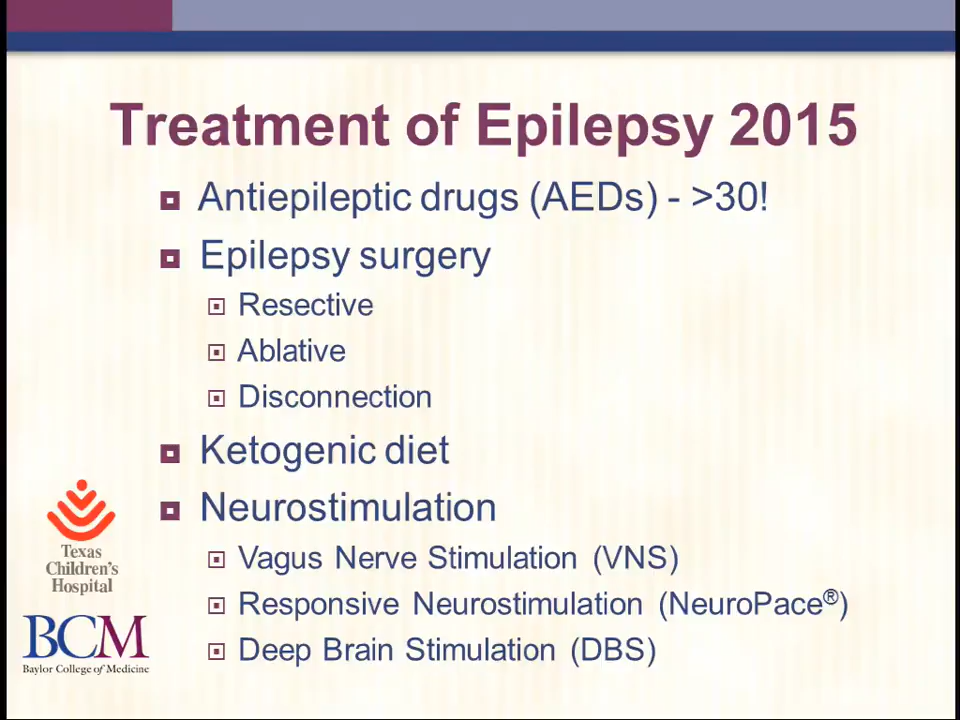 Treatment of Epilepsy 2015
Antiepileptic drugs (AEDs) - >30!
Epilepsy surgery
Resective
Ablative
Disconnection
Ketogenic diet
Neurostimulation
Vagus Nerve Stimulation (VNS)
Responsive Neurostimulation (NeuroPace®)
Deep Brain Stimulation (DBS)
Texas
Children's
Hospital
BCM
Baylor College of Medicine